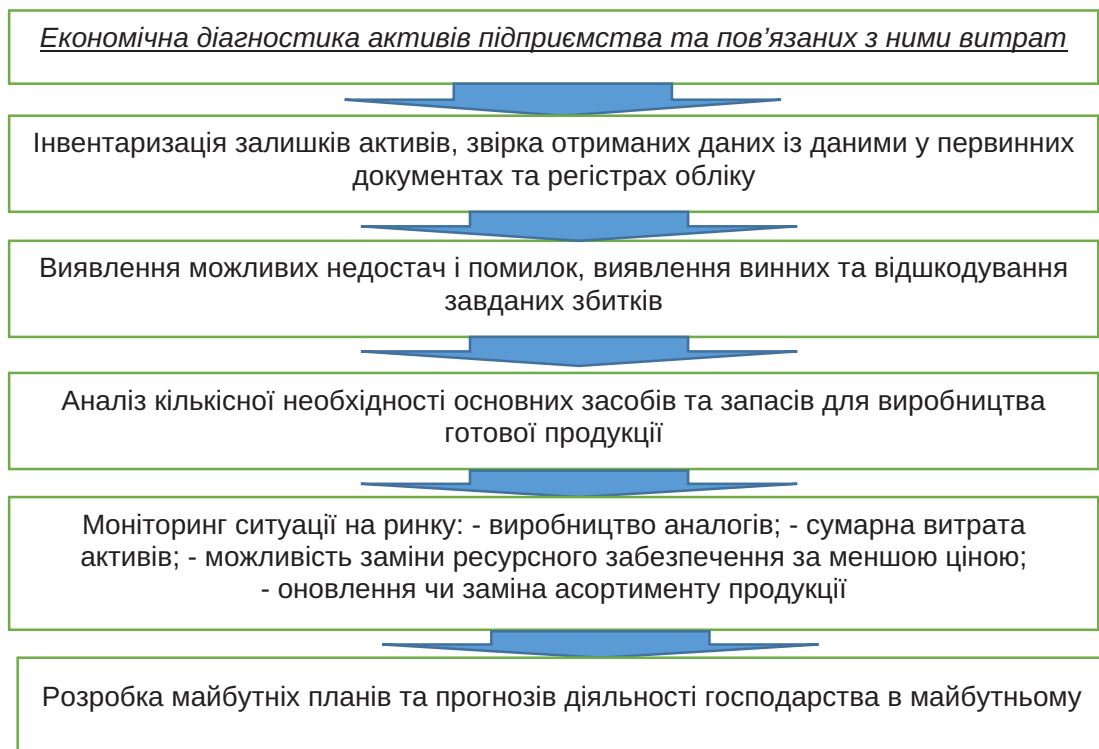 Економічна діагностика активів підприємства та пов’язаних з ними витрат
Інвентаризація залишків активів, звірка отриманих даних із даними у первинних
документах та регістрах обліку
Виявлення можливих недостач і помилок, виявлення винних та відшкодування
завданих збитків
Аналіз кількісної необхідності основних засобів та запасів для виробництва
готової продукції
Моніторинг ситуації на ринку: - виробництво аналогів; - сумарна витрата
активів; - можливість заміни ресурсного забезпечення за меншою ціною;
- оновлення чи заміна асортименту продукції
Розробка майбутніх планів та прогнозів діяльності господарства в майбутньому